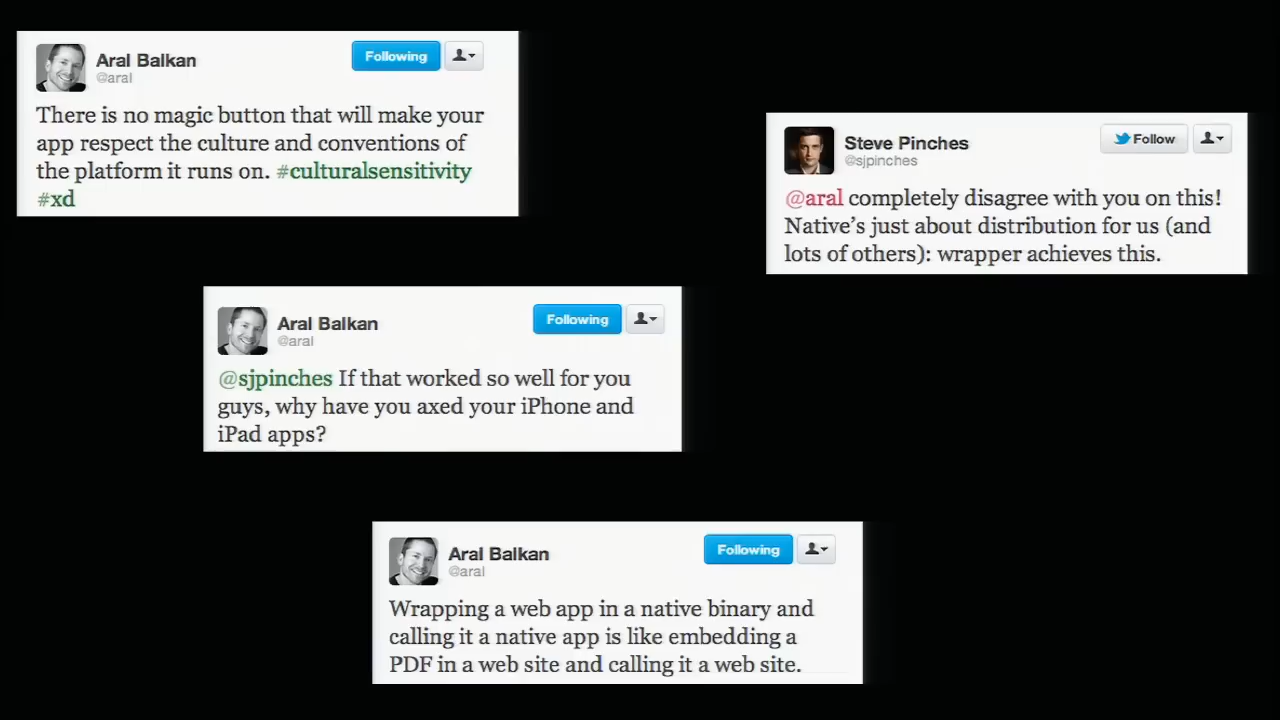 Aral Balkan
@aral
Following
There is no magic button that will make your
app respect the culture and conventions of
the platform it runs on. #culturalsensitivity
#xd
Steve Pinches
@sjpinches
Follow
@aral completely disagree with you on this!
Native’s just about distribution for us (and
lots of others): wrapper achieves this.
Aral Balkan
@aral
Following
@sjpinches If that worked so well for you
guys, why have you axed your iPhone and
iPad apps?
Aral Balkan
@aral
Following
Wrapping a web app in a native binary and
calling it a native app is like embedding a
PDF in a web site and calling it a web site.